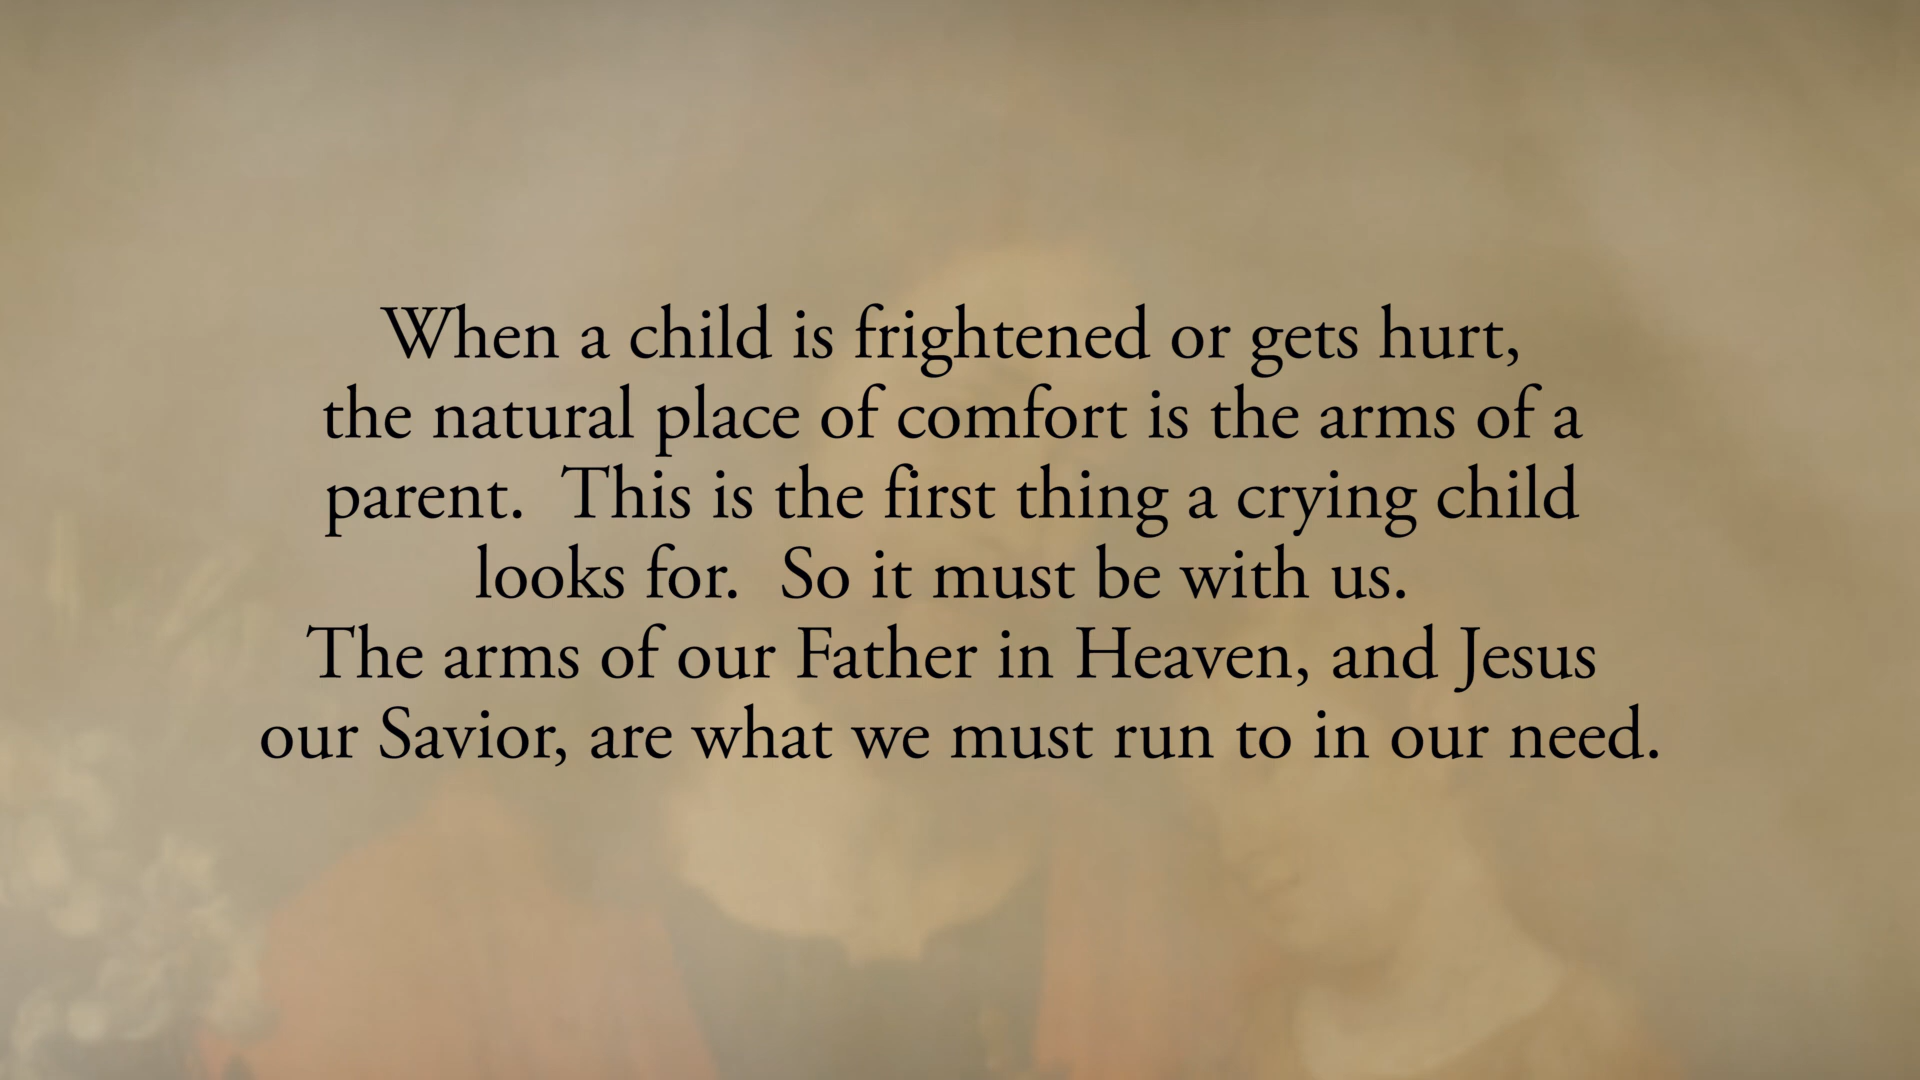 When a child is frightened or gets hurt,
the natural place of comfort is the arms of a
parent.  This is the first thing a crying child
looks for.  So it must be with us.
The arms of our Father in Heaven, and Jesus
our Savior, are what we must run to in our need.